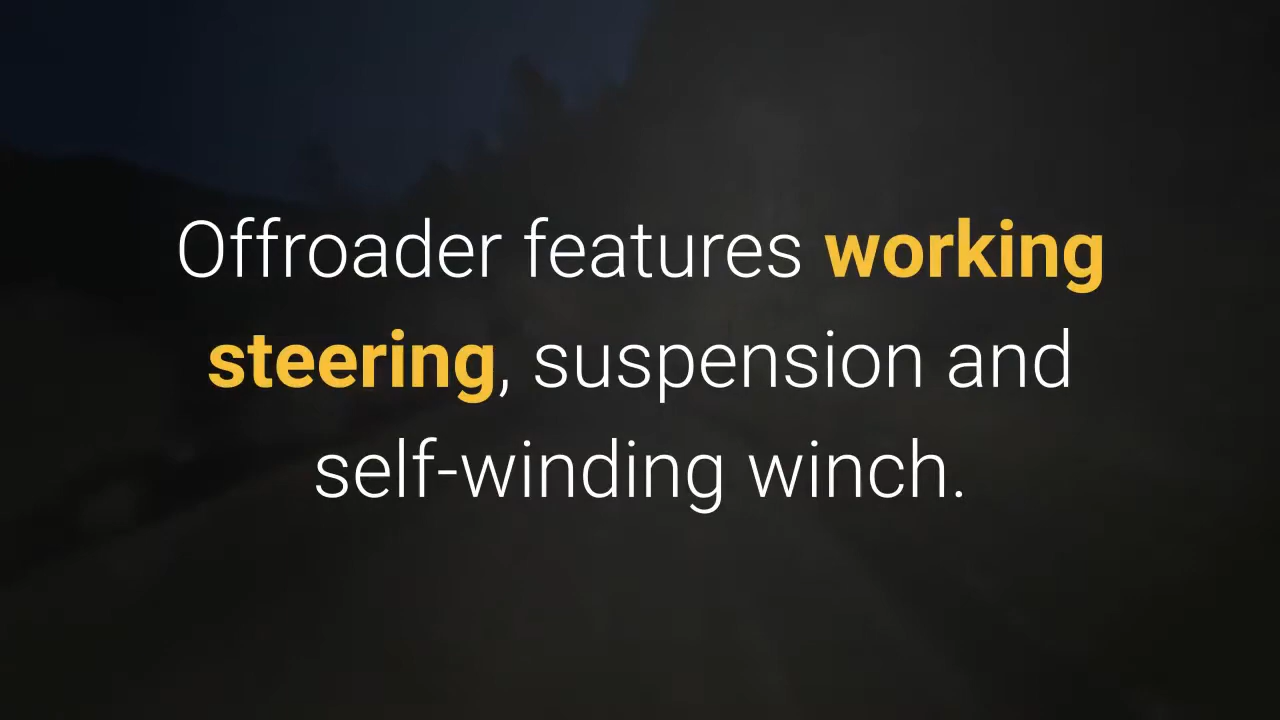 Offroader features working
steering, suspension and
self-winding winch.